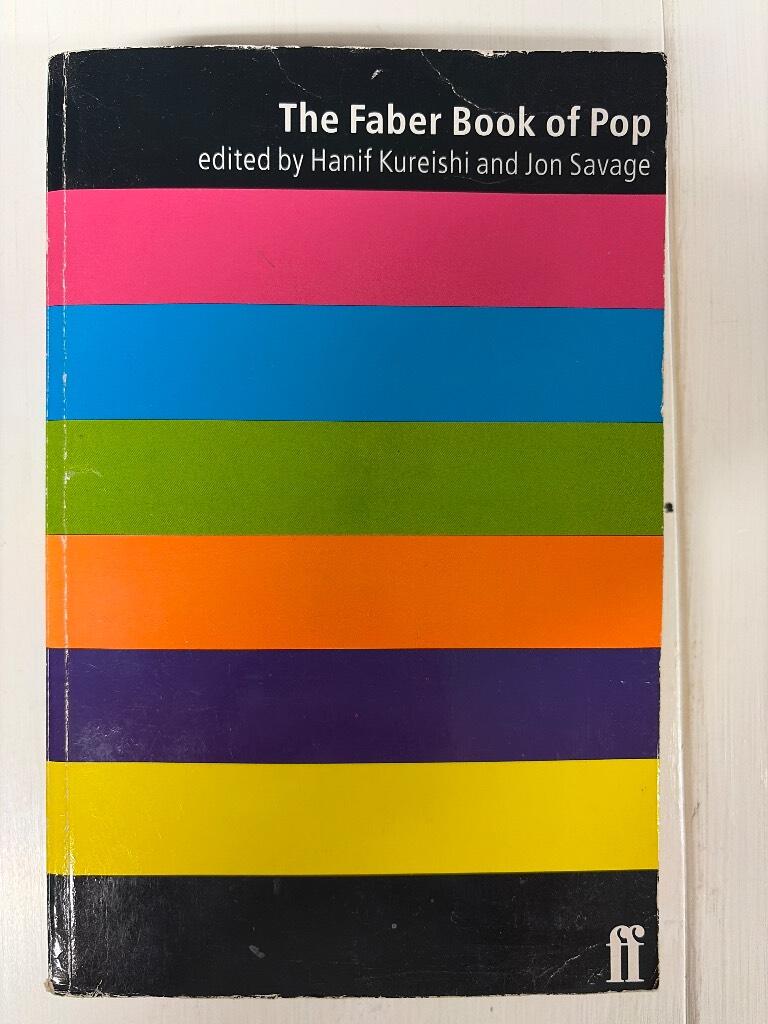 The Faber Book of Pop
edited by Hanif Kureishi and Jon Savage
ff